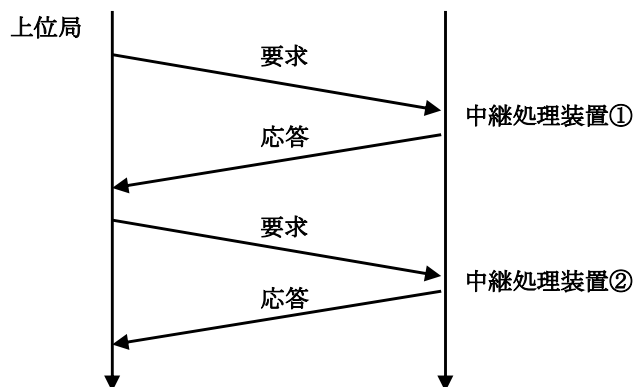 上位局
要求
中継処理装置①
応答
要求
中継処理装置②
応答